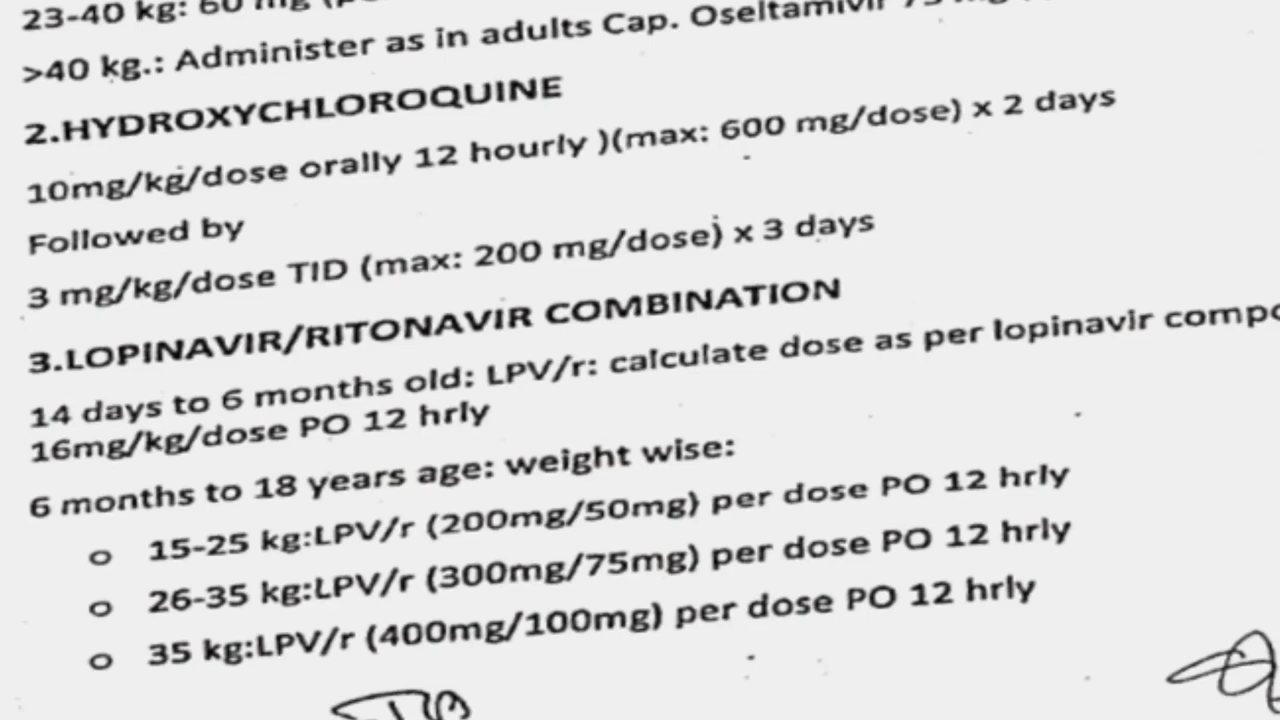 23-40 kg: 60 mg
>40 kg.: Administer as in adults Cap. Oseltamivir 75 mg
2.HYDROXYCHLOROQUINE
10mg/kg/dose orally 12 hourly )(max: 600 mg/dose) x 2 days
Followed by
3 mg/kg/dose TID (max: 200 mg/dose) x 3 days
3.LOPINAVIR/RITONAVIR COMBINATION
14 days to 6 months old: LPV/r: calculate dose as per lopinavir
16mg/kg/dose PO 12 hrly
6 months to 18 years age: weight wise:
o 15-25 kg:LPV/r (200mg/50mg) per dose PO 12 hrly
o 26-35 kg:LPV/r (300mg/75mg) per dose PO 12 hrly
o 35 kg:LPV/r (400mg/100mg) per dose PO 12 hrly